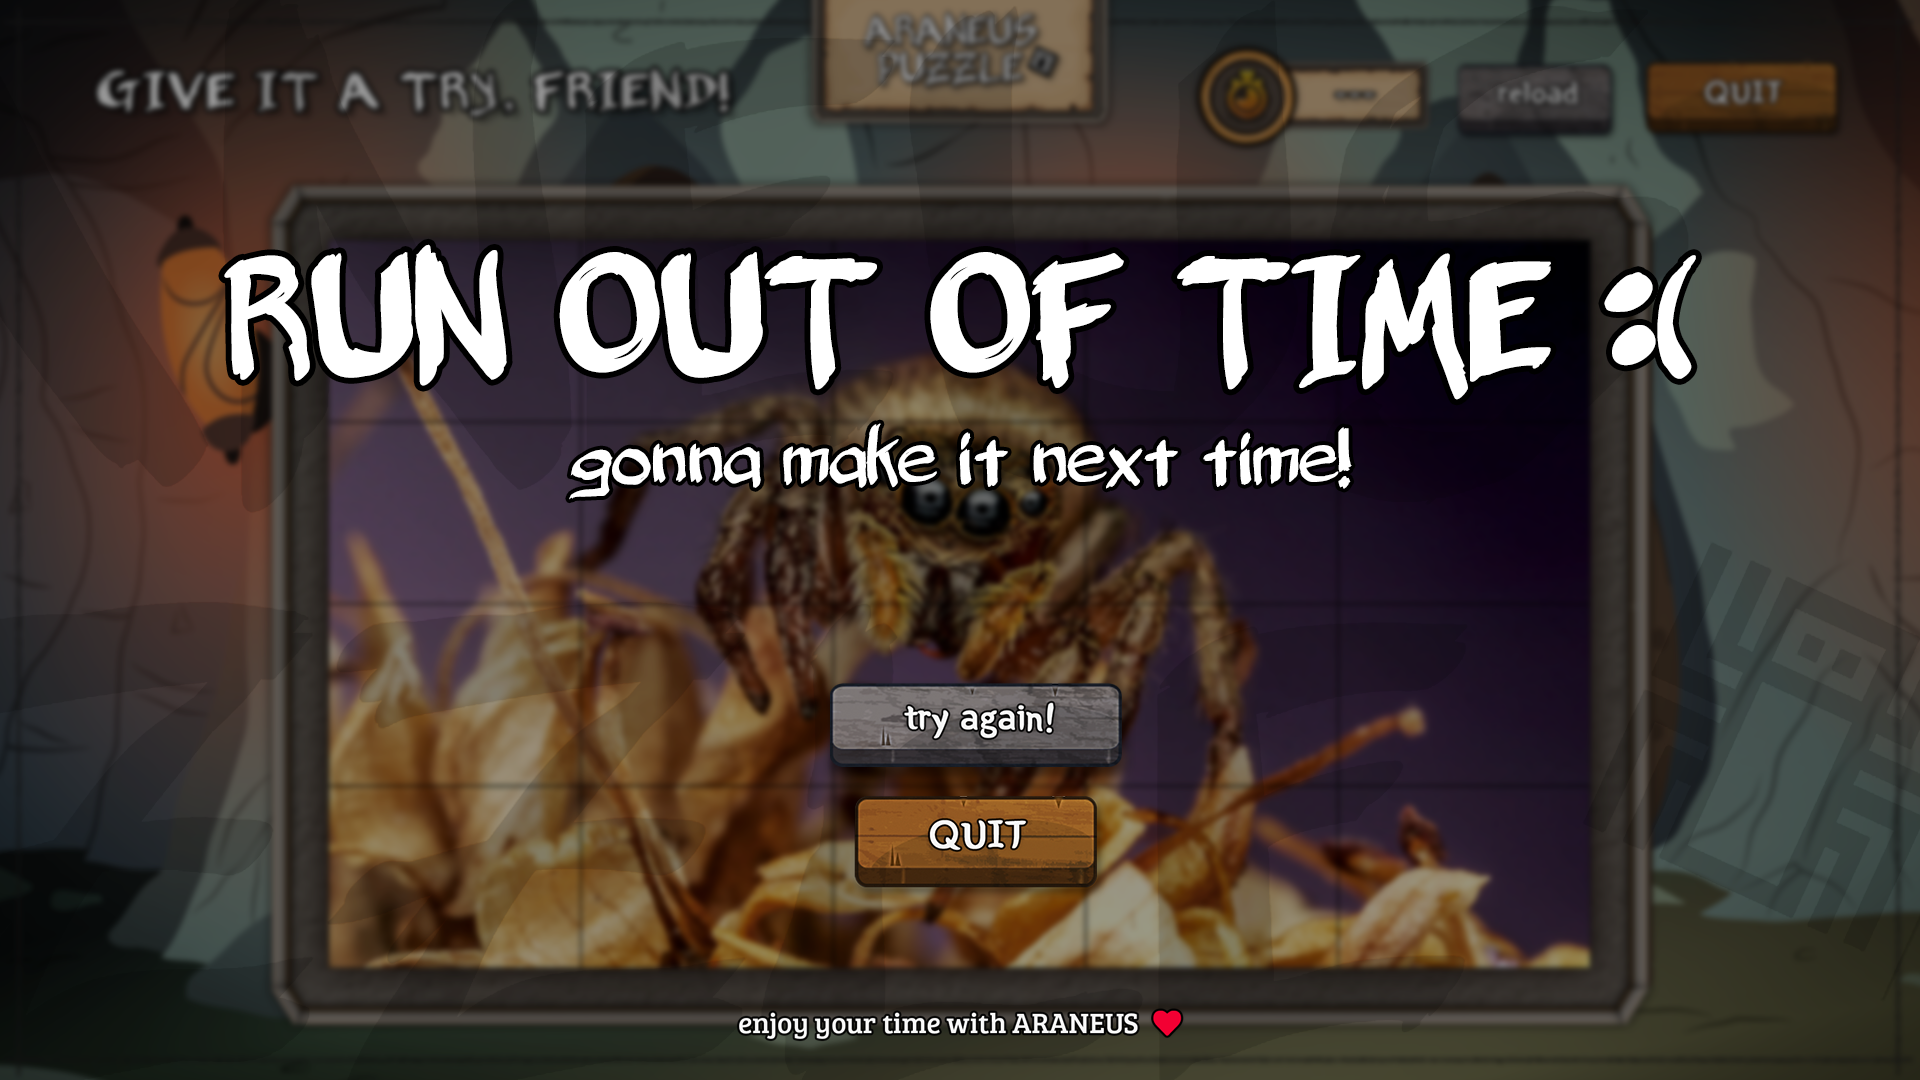 ARANEUS
PUZZLE
GIVE IT A TRY, FRIEND!
reload
QUIT
RUN OUT OF TIME :(
gonna make it next time!
try again!
QUIT
enjoy your time with ARANEUS ❤